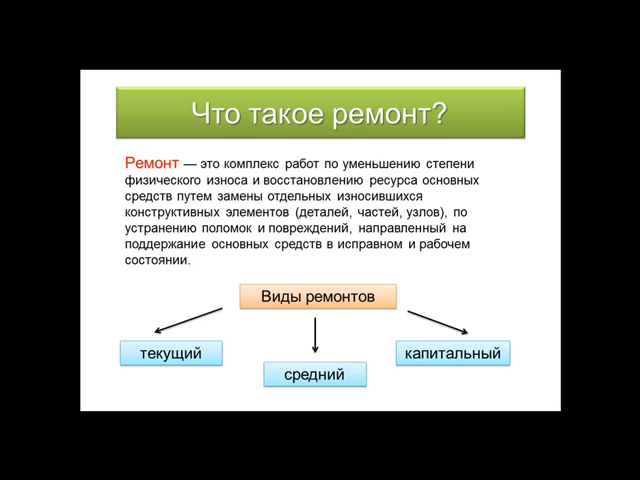 Что такое ремонт?
Ремонт — это комплекс работ по уменьшению степени
физического износа и восстановлению ресурса основных
средств путем замены отдельных износившихся
конструктивных элементов (деталей, частей, узлов), по
устранению поломок и повреждений, направленный на
поддержание основных средств в исправном и рабочем
состоянии.
Виды ремонтов
текущий
средний
капитальный